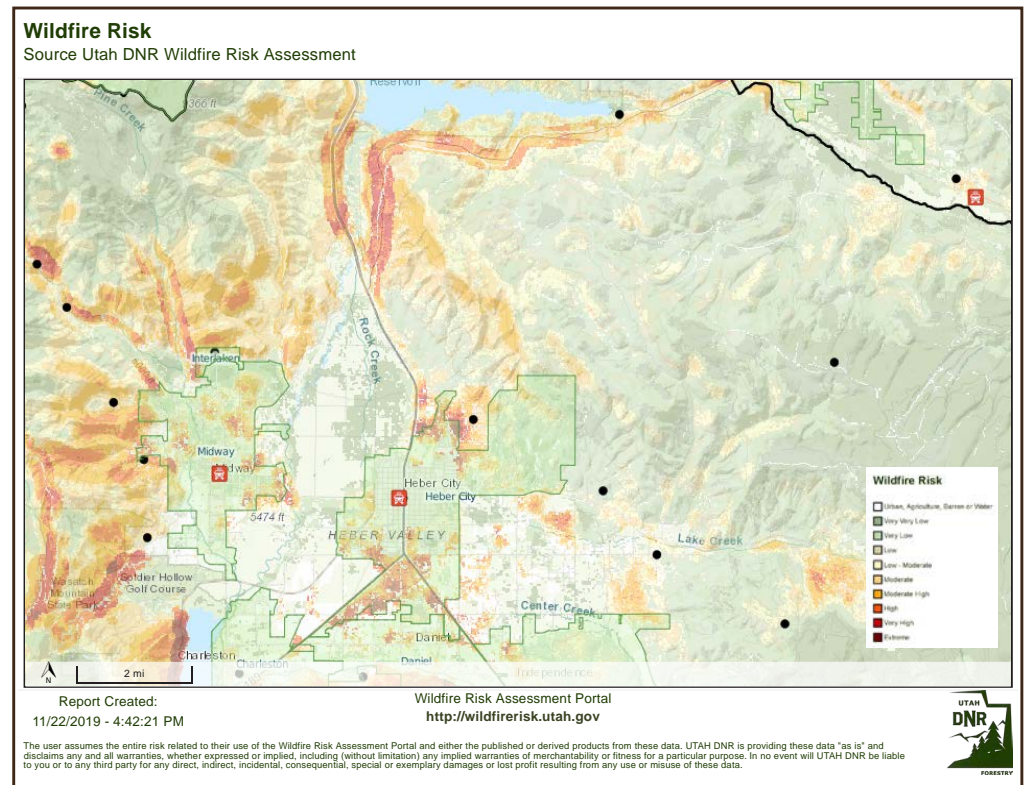 Wildfire Risk
Source Utah DNR Wildfire Risk Assessment
Reservoir
Pine Creek
366 ft
Rock Creek
Interlaken
Midway
Midway
Heber City
Heber City
5474 ft
HEBER VALLEY
Lake Creek
Wasatch
Mountain
State Park
Soldier Hollow
Golf Course
Center Creek
Daniel
Charleston
Charleston
Daniel
Independence
Wildfire Risk
Urban, Agriculture, Barren or Water
Very Very Low
Very Low
Low
Low - Moderate
Moderate
Moderate High
High
Very High
Extreme
N
2 mi
Report Created:
11/22/2019 - 4:42:21 PM
Wildfire Risk Assessment Portal
http://wildfirerisk.utah.gov
UTAH
DNR
FORESTRY
The user assumes the entire risk related to their use of the Wildfire Risk Assessment Portal and either the published or derived products from these data. UTAH DNR is providing these data "as is" and
disclaims any and all warranties, whether expressed or implied, including (without limitation) any implied warranties of merchantability or fitness for a particular purpose. In no event will UTAH DNR be liable
to you or to any third party for any direct, indirect, incidental, consequential, special or exemplary damages or lost profit resulting from any use or misuse of these data.